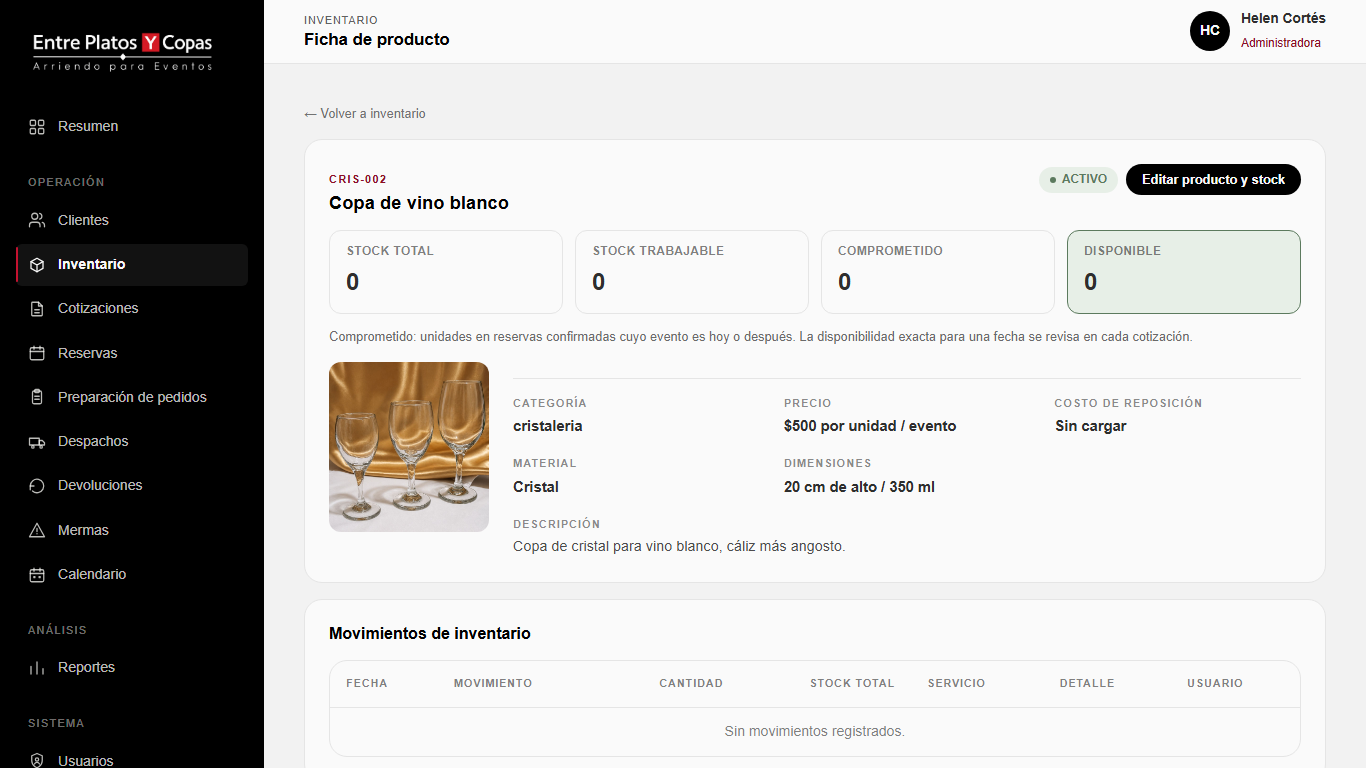 Entre Platos Y Copas
Arriendo para Eventos
Resumen
OPERACIÓN
Clientes
Inventario
Cotizaciones
Reservas
Preparación de pedidos
Despachos
Devoluciones
Mermas
Calendario
ANÁLISIS
Reportes
SISTEMA
Usuarios
INVENTARIO
Ficha de producto
HC
Helen Cortés
Administradora
← Volver a inventario
CRIS-002
Copa de vino blanco
ACTIVO
Editar producto y stock
STOCK TOTAL
0
STOCK TRABAJABLE
0
COMPROMETIDO
0
DISPONIBLE
0
Comprometido: unidades en reservas confirmadas cuyo evento es hoy o después. La disponibilidad exacta para una fecha se revisa en cada cotización.
CATEGORÍA
cristaleria
PRECIO
$500 por unidad / evento
COSTO DE REPOSICIÓN
Sin cargar
MATERIAL
Cristal
DIMENSIONES
20 cm de alto / 350 ml
DESCRIPCIÓN
Copa de cristal para vino blanco, cáliz más angosto.
Movimientos de inventario
FECHA MOVIMIENTO CANTIDAD STOCK TOTAL SERVICIO DETALLE USUARIO
Sin movimientos registrados.